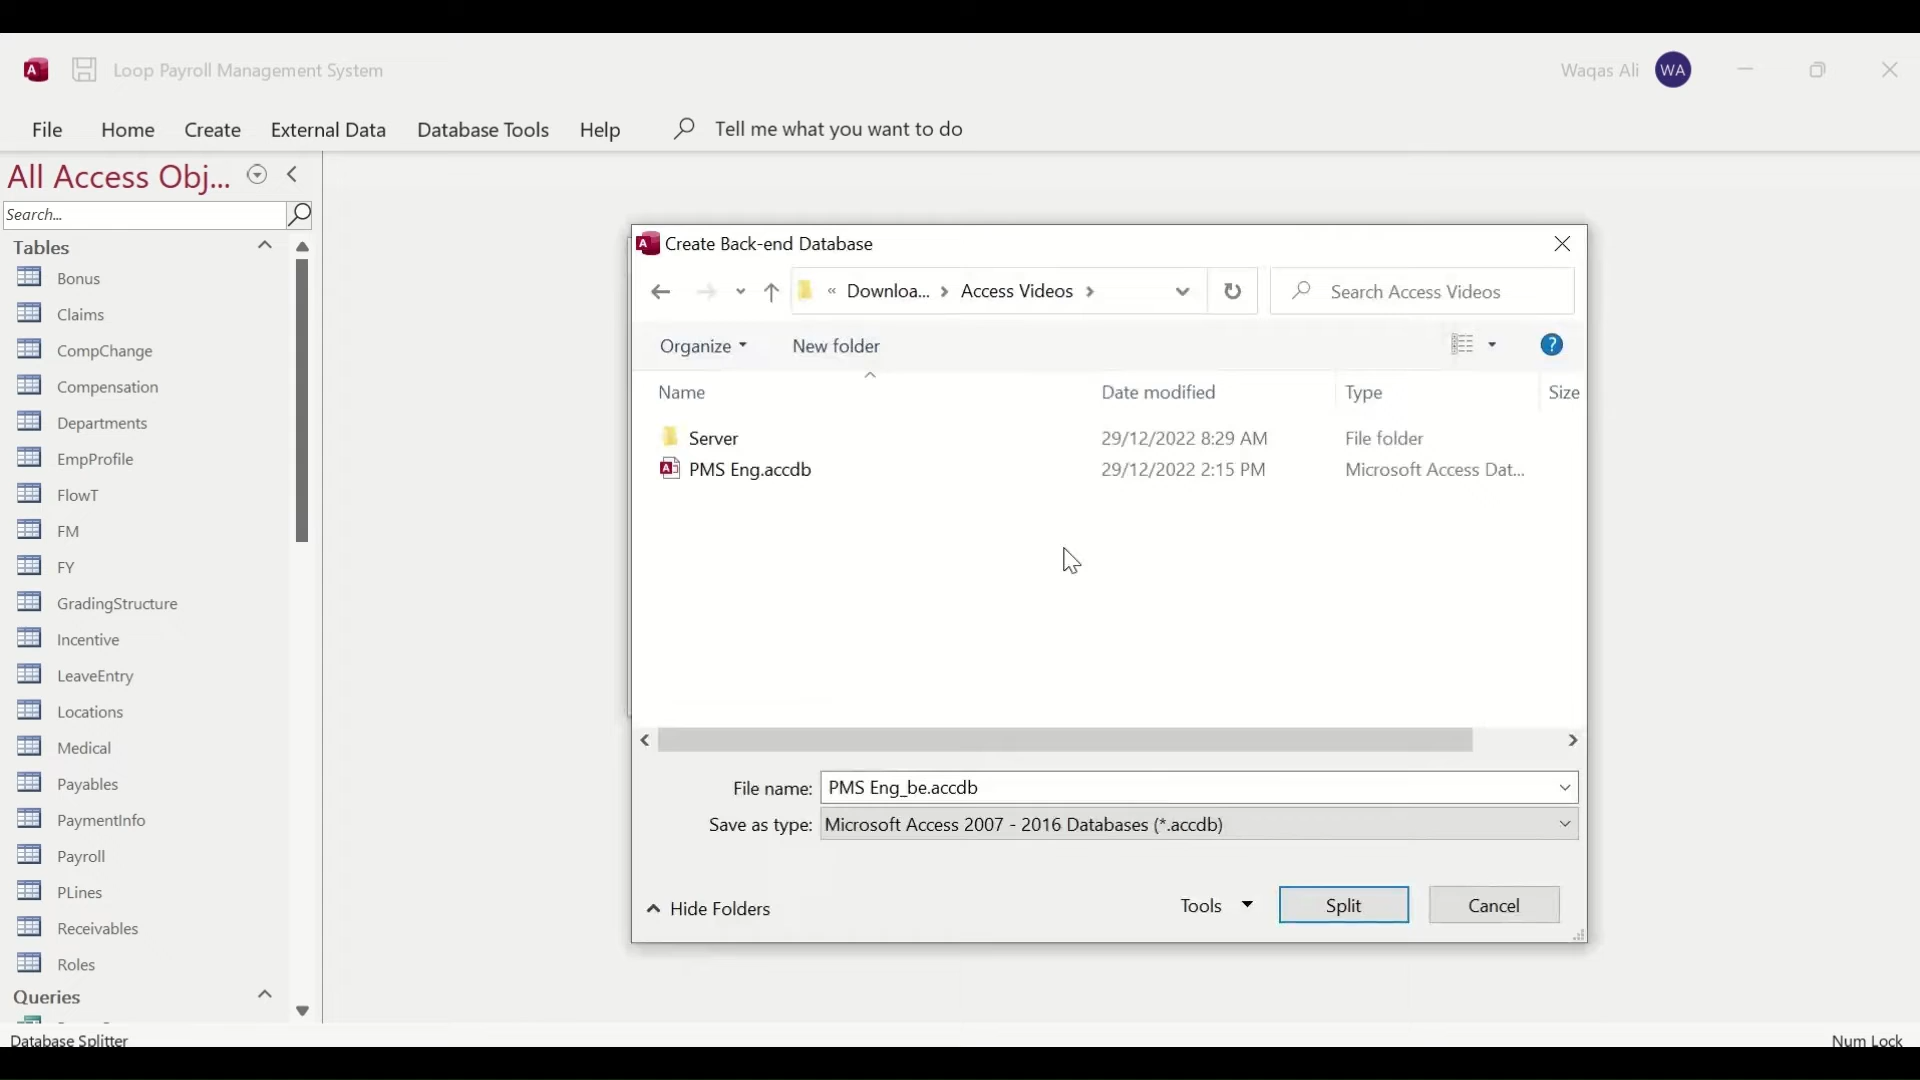 Loop Payroll Management System
Waqas Ali WA
File Home Create External Data Database Tools Help Tell me what you want to do
All Access Obj...
Search...
Tables
Bonus
Claims
CompChange
Compensation
Departments
EmpProfile
FlowT
FM
FY
GradingStructure
Incentive
LeaveEntry
Locations
Medical
Payables
PaymentInfo
Payroll
PLines
Receivables
Roles
Queries
Create Back-end Database
« Downloa... > Access Videos >
Search Access Videos
Organize New folder
Name Date modified Type Size
Server 29/12/2022 8:29 AM File folder
PMS Eng.accdb 29/12/2022 2:15 PM Microsoft Access Dat...
File name: PMS Eng_be.accdb
Save as type: Microsoft Access 2007 - 2016 Databases (*.accdb)
Hide Folders Tools Split Cancel
Database Splitter Num Lock